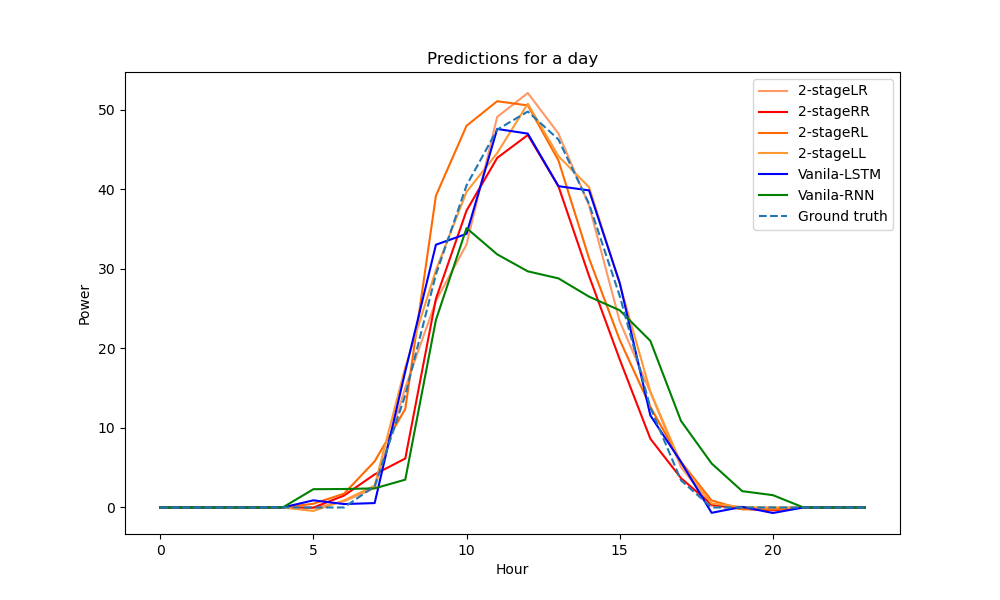 Predictions for a day
2-stageLR
2-stageRR
2-stageRL
2-stageLL
Vanila-LSTM
Vanila-RNN
Ground truth
50
40
30
20
10
0
Power
0 5 10 15 20
Hour